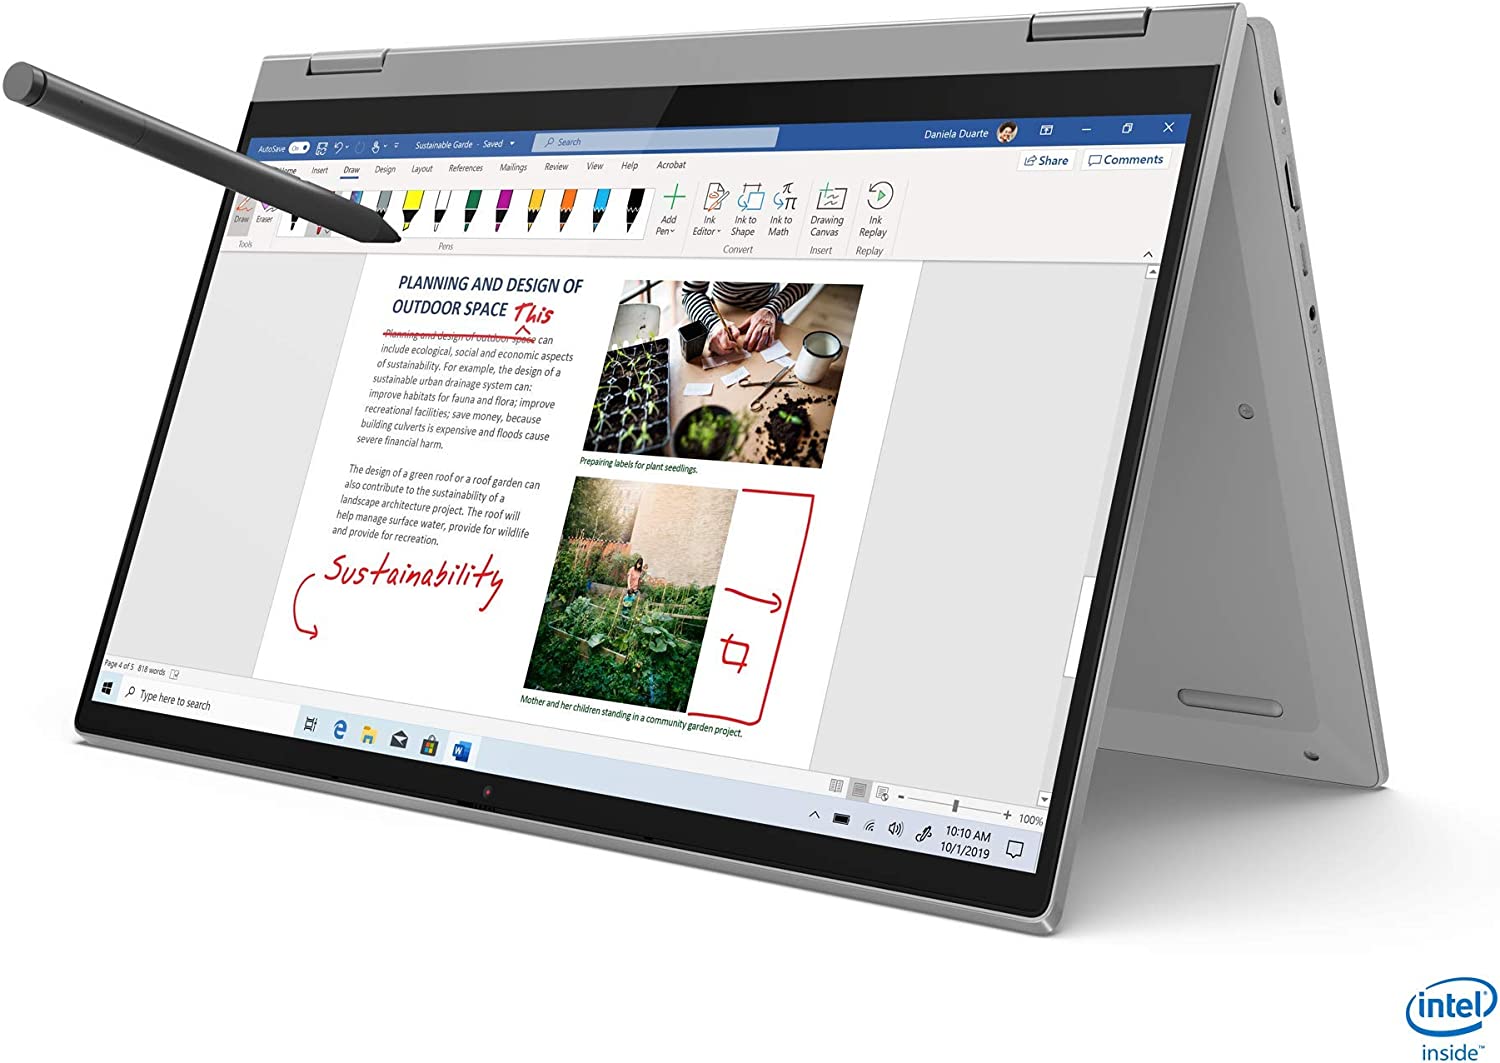 AutoSave On Sustainable Garde - Saved Search Daniela Duarte
Insert Draw Design Layout References Mailings Review View Help Acrobat Share Comments
Draw Eraser
Add Pen
Ink Editor
Ink to Shape
Ink to Math
Drawing Canvas
Ink Replay
Tools Pens Convert Insert Replay
PLANNING AND DESIGN OF
OUTDOOR SPACE This
Planning and design of outdoor space can
include ecological, social and economic aspects
of sustainability. For example, the design of a
sustainable urban drainage system can:
improve habitats for fauna and flora; improve
recreational facilities; save money, because
building culverts is expensive and floods cause
severe financial harm.
The design of a green roof or a roof garden can
also contribute to the sustainability of a
landscape architecture project. The roof will
help manage surface water, provide for wildlife
and provide for recreation.
Sustainability
Prepairing labels for plant seedlings.
Mother and her children standing in a community garden project.
Page 4 of 5 818 words
100%
Type here to search
10:10 AM
10/1/2019
intel
inside™